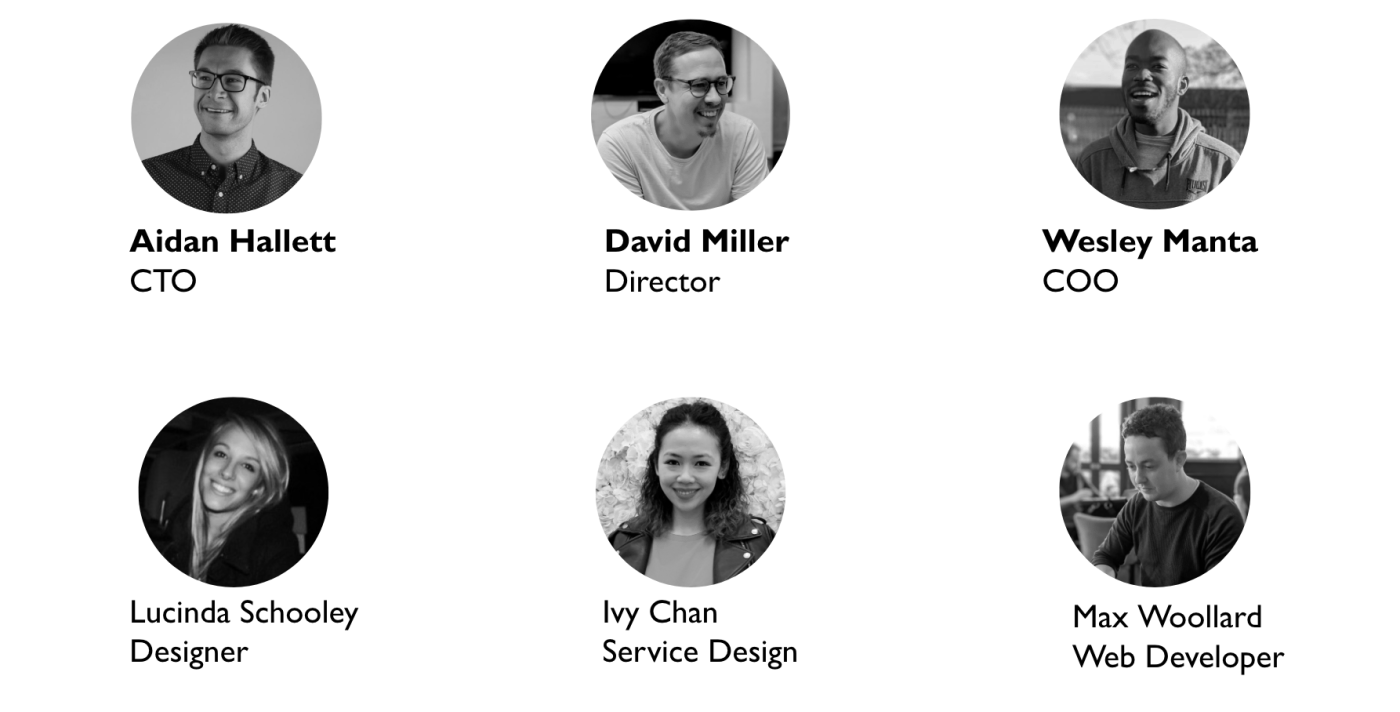 Aidan Hallett
CTO
David Miller
Director
Wesley Manta
COO
Lucinda Schooley
Designer
Ivy Chan
Service Design
Max Woollard
Web Developer